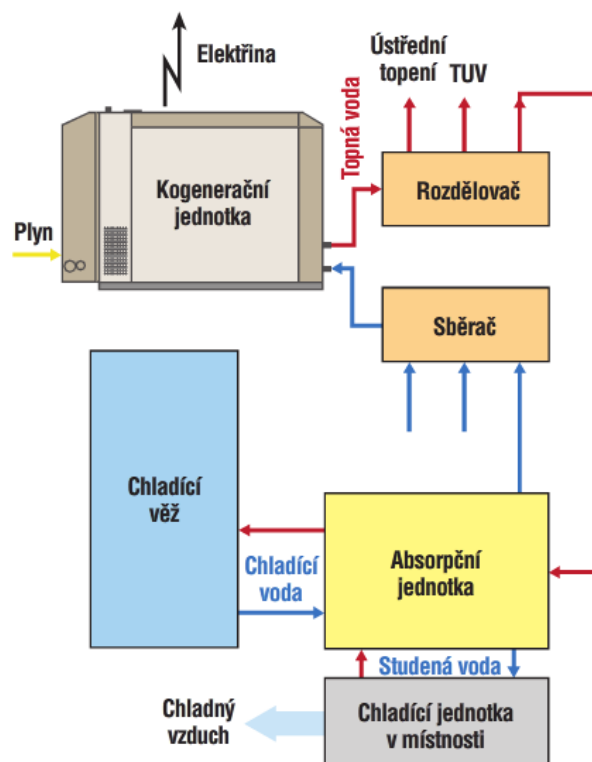 Elektřina
Ústřední
topení
TUV
Topná voda
Kogenerační
jednotka
Rozdělovač
Plyn
Sběrač
Chladící
věž
Chladící
voda
Absorpční
jednotka
Studená voda
Chladný
vzduch
Chladící jednotka
v místnosti